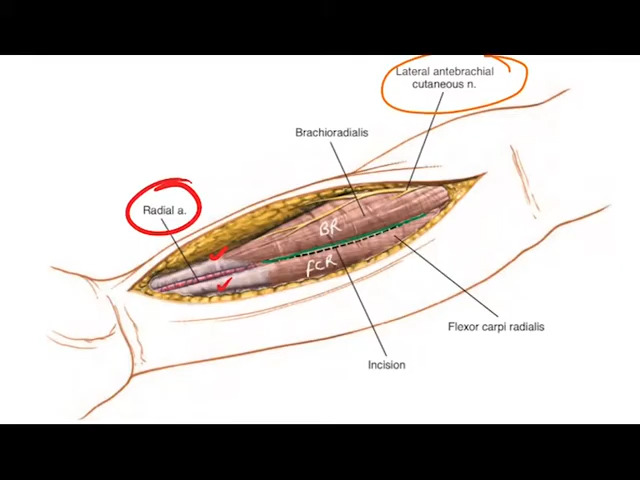 Lateral antebrachial
cutaneous n.
Brachioradialis
Radial a.
BR
FCR
Flexor carpi radialis
Incision